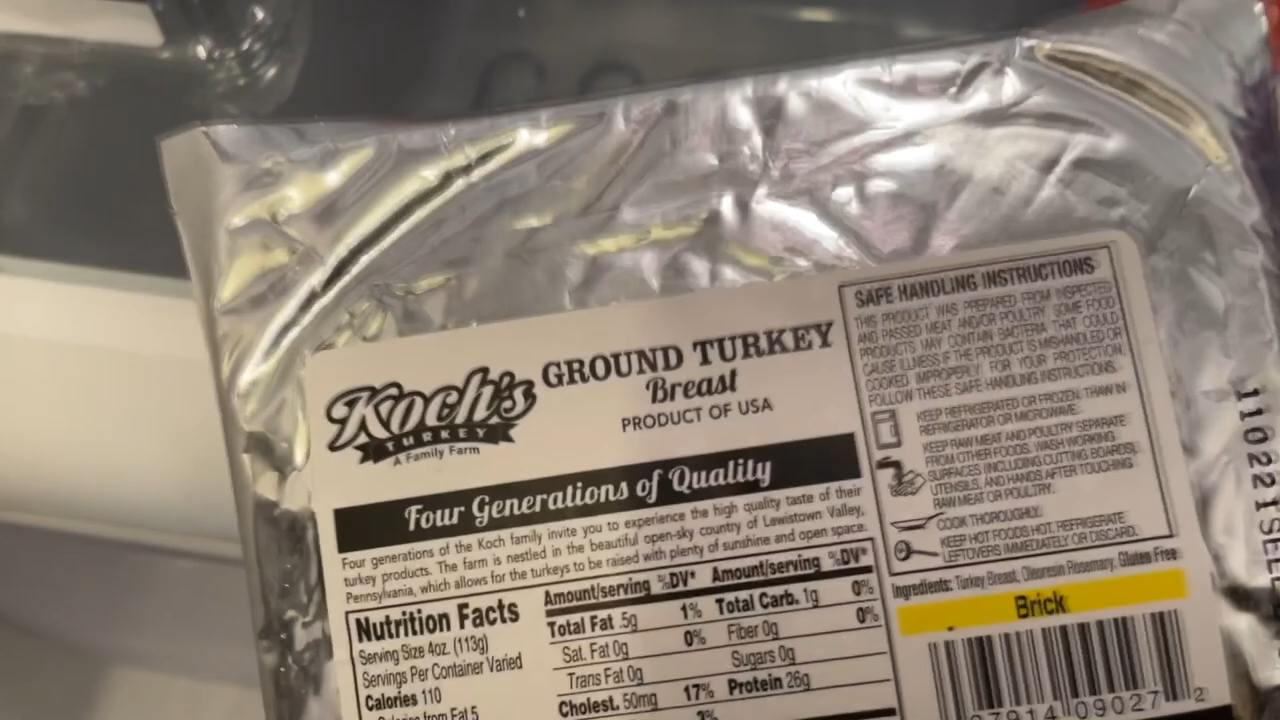 Koch's
TURKEY
A Family Farm
GROUND TURKEY
Breast
PRODUCT OF USA
Four Generations of Quality
Four generations of the Koch family invite you to experience the high quality taste of their
turkey products. The farm is nestled in the beautiful open-sky country of Lewistown Valley,
Pennsylvania, which allows for the turkeys to be raised with plenty of sunshine and open space.
Nutrition Facts
Serving Size 4oz. (113g)
Servings Per Container Varied
Calories 110
Calories from Fat 5
Amount/serving %DV* Amount/serving %DV*
Total Fat .5g 1% Total Carb. 1g 0%
Sat. Fat 0g 0% Fiber 0g 0%
Trans Fat 0g Sugars 0g
Cholest. 50mg 17% Protein 26g
SAFE HANDLING INSTRUCTIONS
THIS PRODUCT WAS PREPARED FROM INSPECTED
AND PASSED MEAT AND/OR POULTRY. SOME FOOD
PRODUCTS MAY CONTAIN BACTERIA THAT COULD
CAUSE ILLNESS IF THE PRODUCT IS MISHANDLED OR
COOKED IMPROPERLY. FOR YOUR PROTECTION,
FOLLOW THESE SAFE HANDLING INSTRUCTIONS.
KEEP REFRIGERATED OR FROZEN. THAW IN
REFRIGERATOR OR MICROWAVE.
KEEP RAW MEAT AND POULTRY SEPARATE
FROM OTHER FOODS. WASH WORKING
SURFACES (INCLUDING CUTTING BOARDS),
UTENSILS, AND HANDS AFTER TOUCHING
RAW MEAT OR POULTRY.
COOK THOROUGHLY.
KEEP HOT FOODS HOT. REFRIGERATE
LEFTOVERS IMMEDIATELY OR DISCARD.
Ingredients: Turkey Breast, Oleoresin Rosemary. Gluten Free
Brick
09027 2